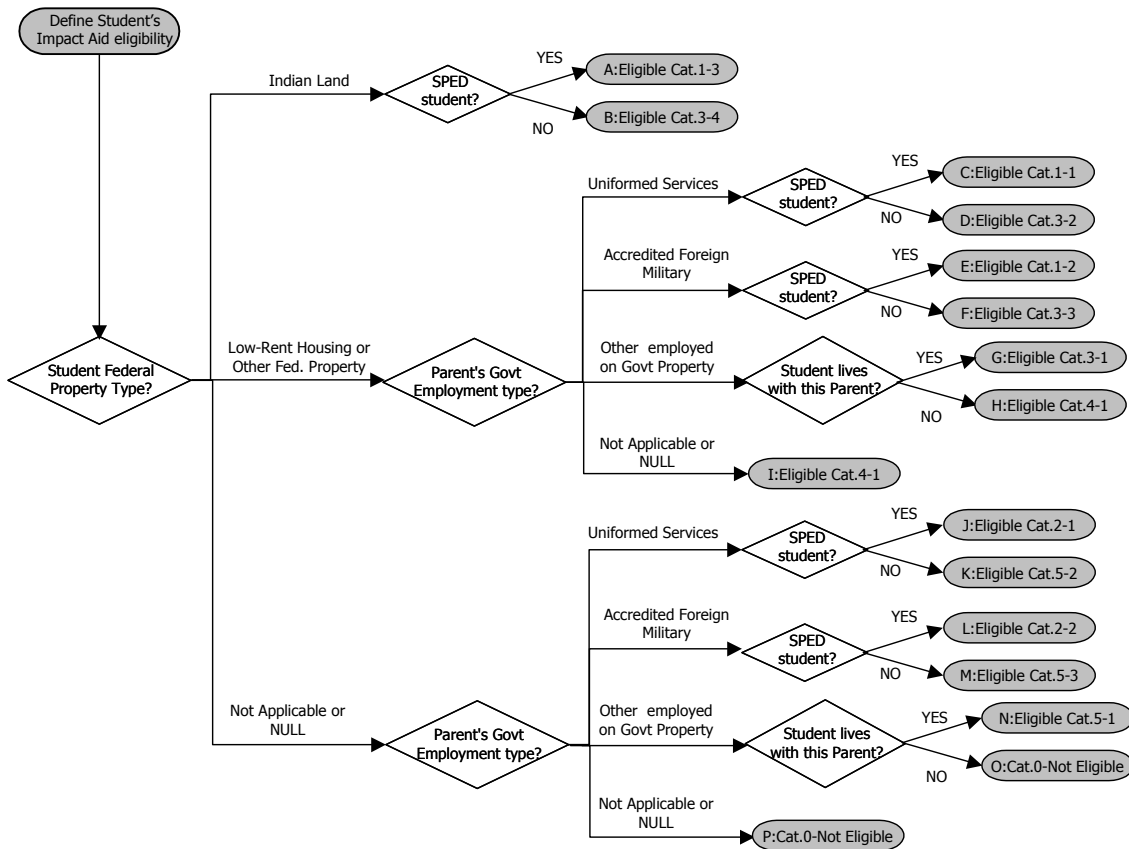 Define Student's
Impact Aid eligibility
Indian Land
SPED
student?
YES
A:Eligible Cat.1-3
NO
B:Eligible Cat.3-4
Uniformed Services
SPED
student?
YES
C:Eligible Cat.1-1
NO
D:Eligible Cat.3-2
Accredited Foreign
Military
SPED
student?
YES
E:Eligible Cat.1-2
NO
F:Eligible Cat.3-3
Student Federal
Property Type?
Low-Rent Housing or
Other Fed. Property
Parent's Govt
Employment type?
Other employed
on Govt Property
Student lives
with this Parent?
YES
G:Eligible Cat.3-1
NO
H:Eligible Cat.4-1
Not Applicable or
NULL
I:Eligible Cat.4-1
Uniformed Services
SPED
student?
YES
J:Eligible Cat.2-1
NO
K:Eligible Cat.5-2
Accredited Foreign
Military
SPED
student?
YES
L:Eligible Cat.2-2
NO
M:Eligible Cat.5-3
Not Applicable or
NULL
Parent's Govt
Employment type?
Other employed
on Govt Property
Student lives
with this Parent?
YES
N:Eligible Cat.5-1
NO
O:Cat.0-Not Eligible
Not Applicable or
NULL
P:Cat.0-Not Eligible